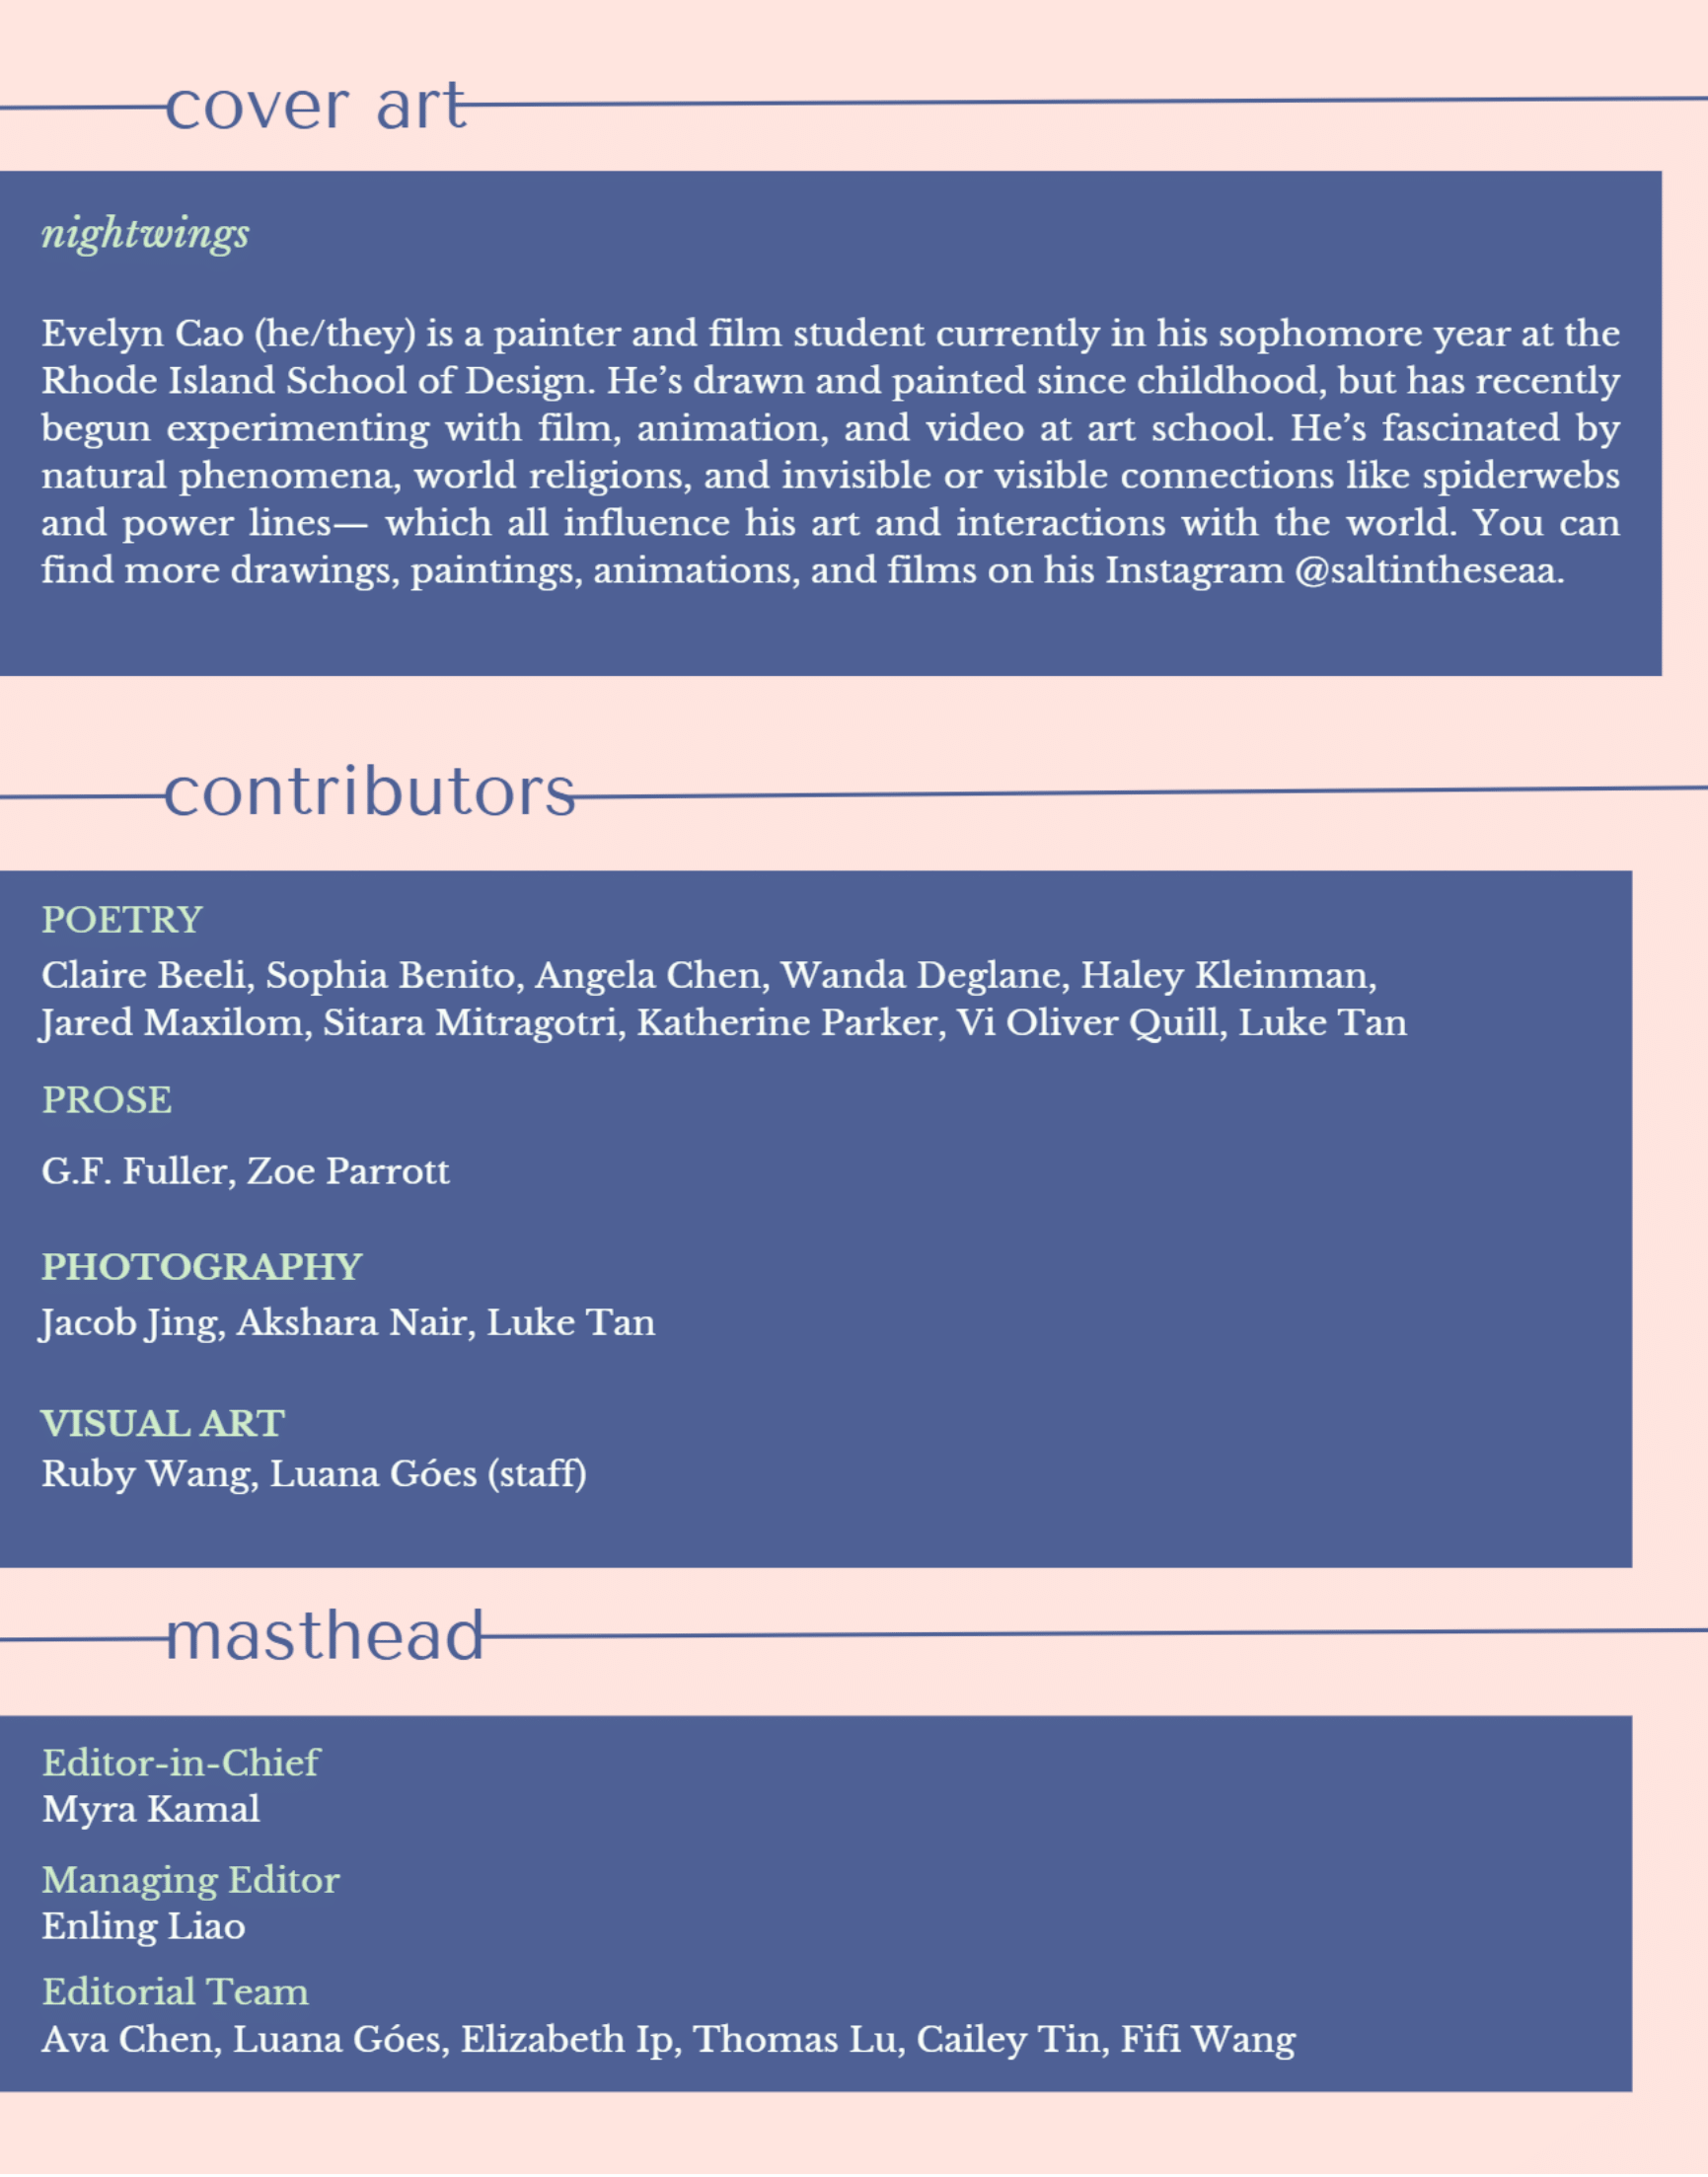 cover art
nightwings
Evelyn Cao (he/they) is a painter and film student currently in his sophomore year at the
Rhode Island School of Design. He’s drawn and painted since childhood, but has recently
begun experimenting with film, animation, and video at art school. He’s fascinated by
natural phenomena, world religions, and invisible or visible connections like spiderwebs
and power lines— which all influence his art and interactions with the world. You can
find more drawings, paintings, animations, and films on his Instagram @saltintheseaa.
contributors
POETRY
Claire Beeli, Sophia Benito, Angela Chen, Wanda Deglane, Haley Kleinman,
Jared Maxilom, Sitara Mitragotri, Katherine Parker, Vi Oliver Quill, Luke Tan
PROSE
G.F. Fuller, Zoe Parrott
PHOTOGRAPHY
Jacob Jing, Akshara Nair, Luke Tan
VISUAL ART
Ruby Wang, Luana Góes (staff)
masthead
Editor-in-Chief
Myra Kamal
Managing Editor
Enling Liao
Editorial Team
Ava Chen, Luana Góes, Elizabeth Ip, Thomas Lu, Cailey Tin, Fifi Wang